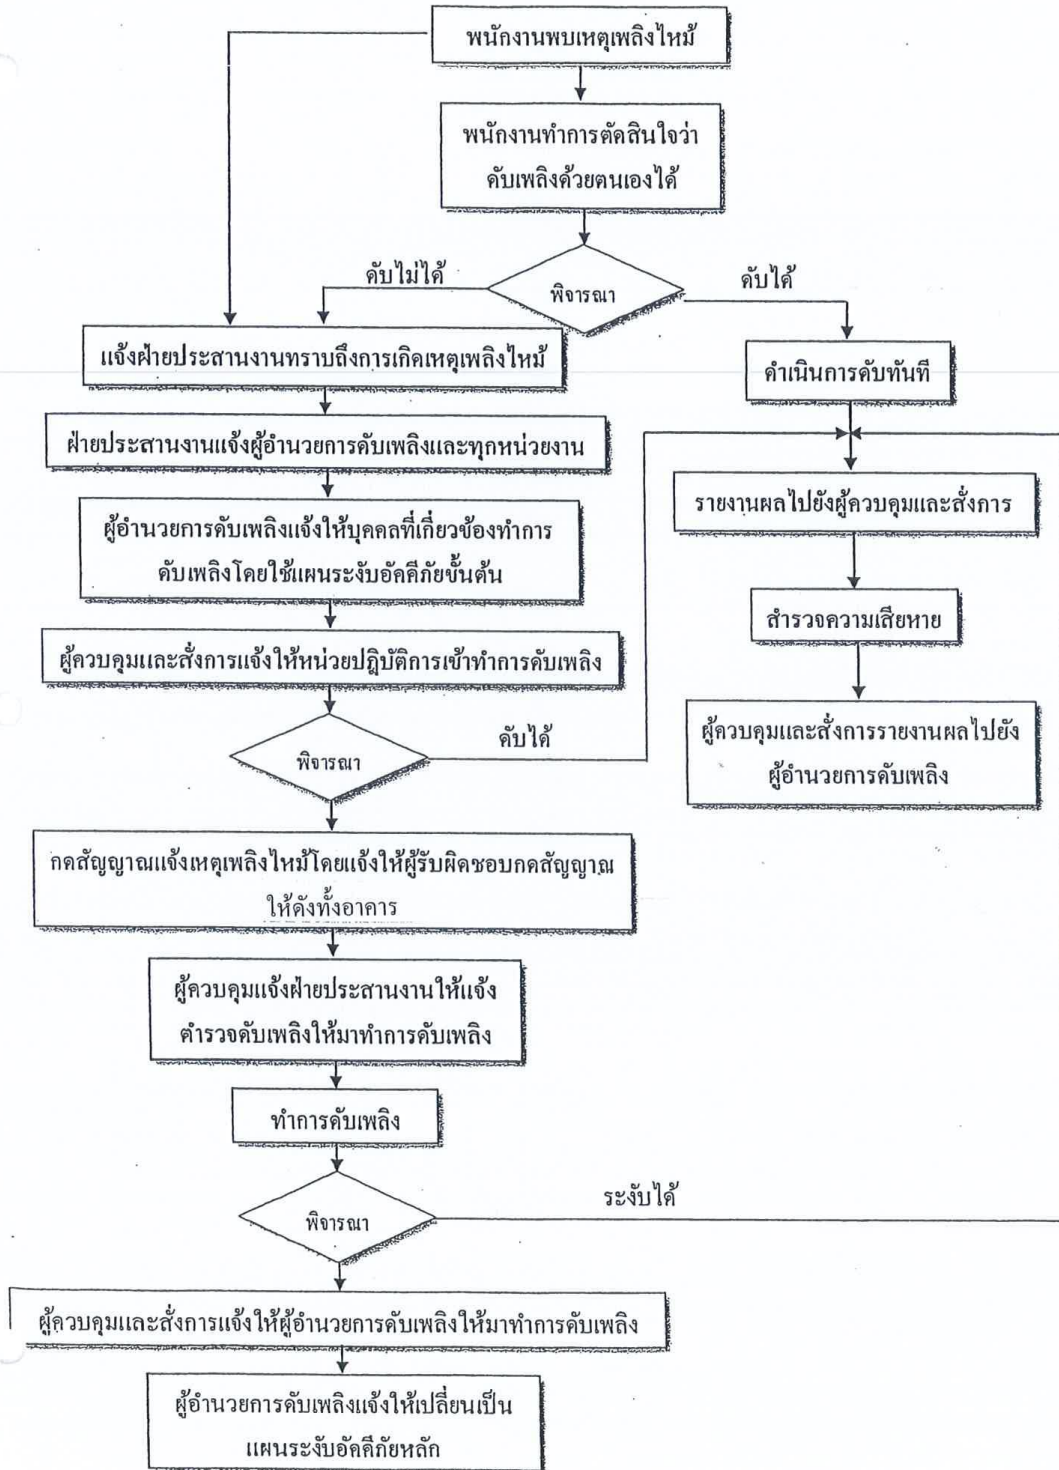 พนักงานพบเหตุเพลิงไหม้
พนักงานทำการตัดสินใจว่า
ดับเพลิงด้วยตนเองได้
ดับไม่ได้
พิจารณา
ดับได้
แจ้งฝ่ายประสานงานทราบถึงการเกิดเหตุเพลิงไหม้
ดำเนินการดับทันที
ฝ่ายประสานงานแจ้งผู้อำนวยการดับเพลิงและทุกหน่วยงาน
รายงานผลไปยังผู้ควบคุมและสั่งการ
ผู้อำนวยการดับเพลิงแจ้งให้บุคคลที่เกี่ยวข้องทำการ
ดับเพลิงโดยใช้แผนระงับอัคคีภัยขั้นต้น
สำรวจความเสียหาย
ผู้ควบคุมและสั่งการแจ้งให้หน่วยปฎิบัติการเข้าทำการดับเพลิง
ผู้ควบคุมและสั่งการรายงานผลไปยัง
ผู้อำนวยการดับเพลิง
พิจารณา
ดับได้
กดสัญญาณแจ้งเหตุเพลิงไหม้โดยแจ้งให้ผู้รับผิดชอบกดสัญญาณ
ให้ดังทั้งอาคาร
ผู้ควบคุมแจ้งฝ่ายประสานงานให้แจ้ง
ตำรวจดับเพลิงให้มาทำการดับเพลิง
ทำการดับเพลิง
พิจารณา
ระงับได้
ผู้ควบคุมและสั่งการแจ้งให้ผู้อำนวยการดับเพลิงให้มาทำการดับเพลิง
ผู้อำนวยการดับเพลิงแจ้งให้เปลี่ยนเป็น
แผนระงับอัคคีภัยหลัก